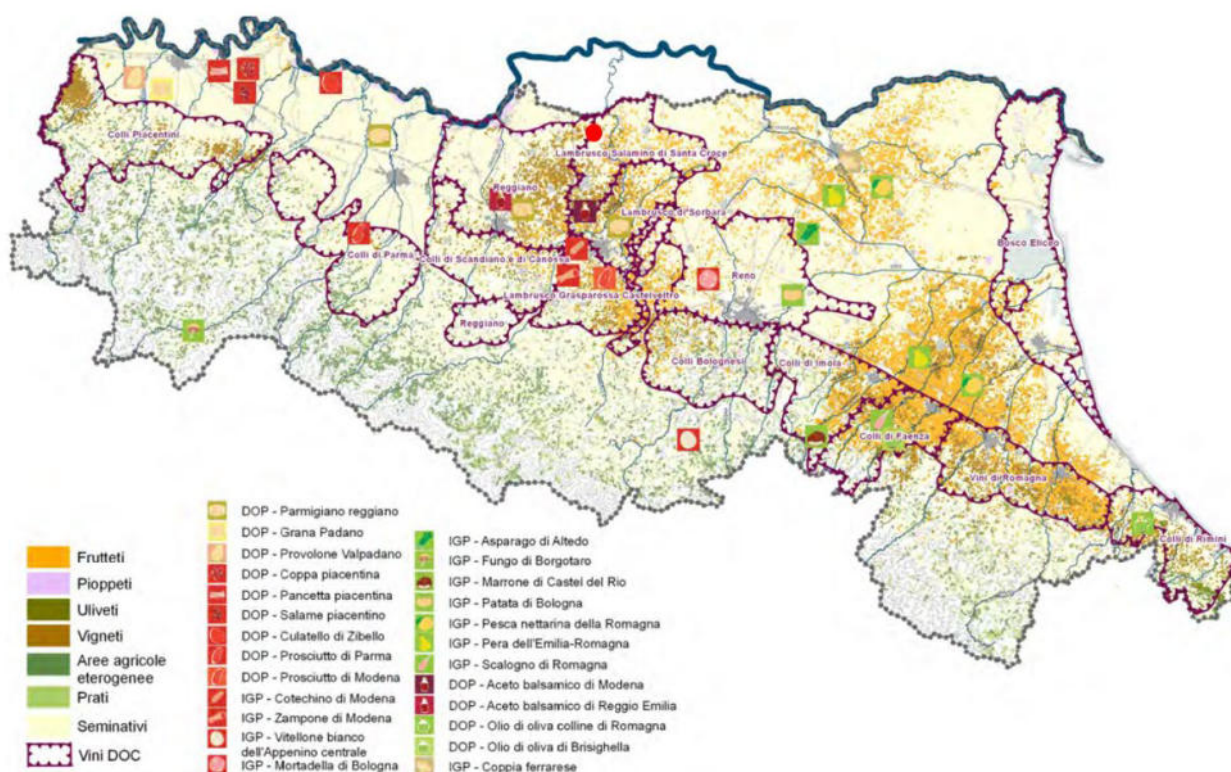 Colli Piacentini
Lambrusco Salamino di Santa Croce
Reggiano
Lambrusco di Sorbara
Colli di Parma
Colli di Scandiano e di Canossa
Bosco Eliceo
Reno
Lambrusco Grasparossa Castelvetro
Reggiano
Colli Bolognesi
Colli di Imola
Colli di Faenza
Vini di Romagna
Colli di Rimini
Frutteti
Pioppeti
Uliveti
Vigneti
Aree agricole
eterogenee
Prati
Seminativi
Vini DOC
DOP - Parmigiano reggiano
DOP - Grana Padano
DOP - Provolone Valpadano
DOP - Coppa piacentina
DOP - Pancetta piacentina
DOP - Salame piacentino
DOP - Culatello di Zibello
DOP - Prosciutto di Parma
DOP - Prosciutto di Modena
IGP - Cotechino di Modena
IGP - Zampone di Modena
IGP - Vitellone bianco
dell'Appenino centrale
IGP - Mortadella di Bologna
IGP - Asparago di Altedo
IGP - Fungo di Borgotaro
IGP - Marrone di Castel del Rio
IGP - Patata di Bologna
IGP - Pesca nettarina della Romagna
IGP - Pera dell'Emilia-Romagna
IGP - Scalogno di Romagna
DOP - Aceto balsamico di Modena
DOP - Aceto balsamico di Reggio Emilia
DOP - Olio di oliva colline di Romagna
DOP - Olio di oliva di Brisighella
IGP - Coppia ferrarese